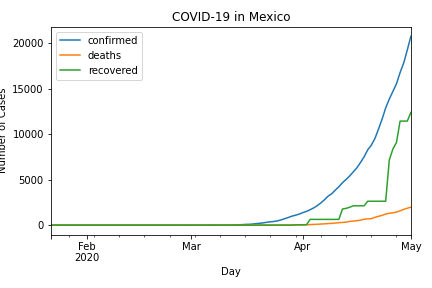 COVID-19 in Mexico
confirmed
deaths
recovered
20000
15000
10000
5000
0
Number of Cases
Feb
2020
Mar
Apr
May
Day